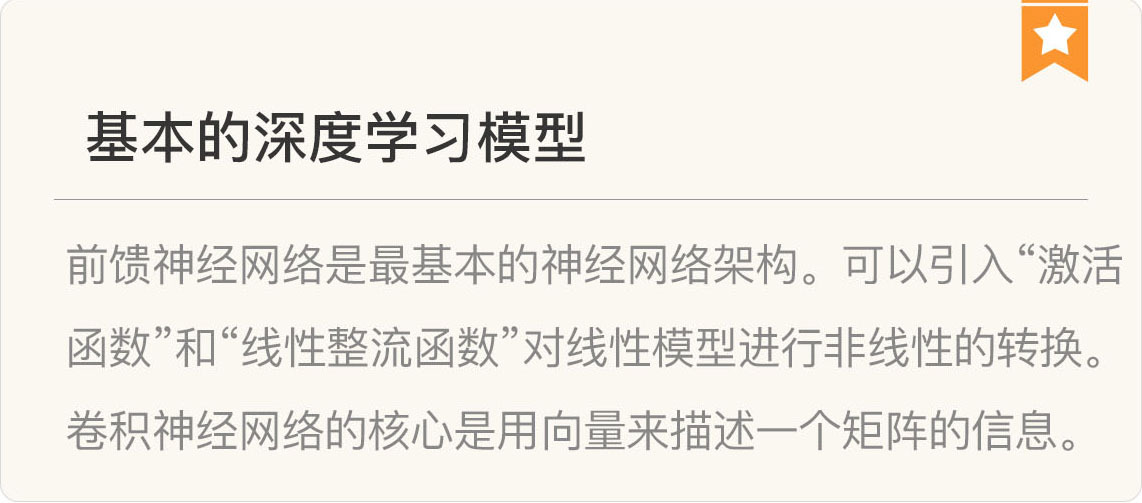 基本的深度学习模型
前馈神经网络是最基本的神经网络架构。可以引入“激活
函数”和“线性整流函数”对线性模型进行非线性的转换。
卷积神经网络的核心是用向量来描述一个矩阵的信息。